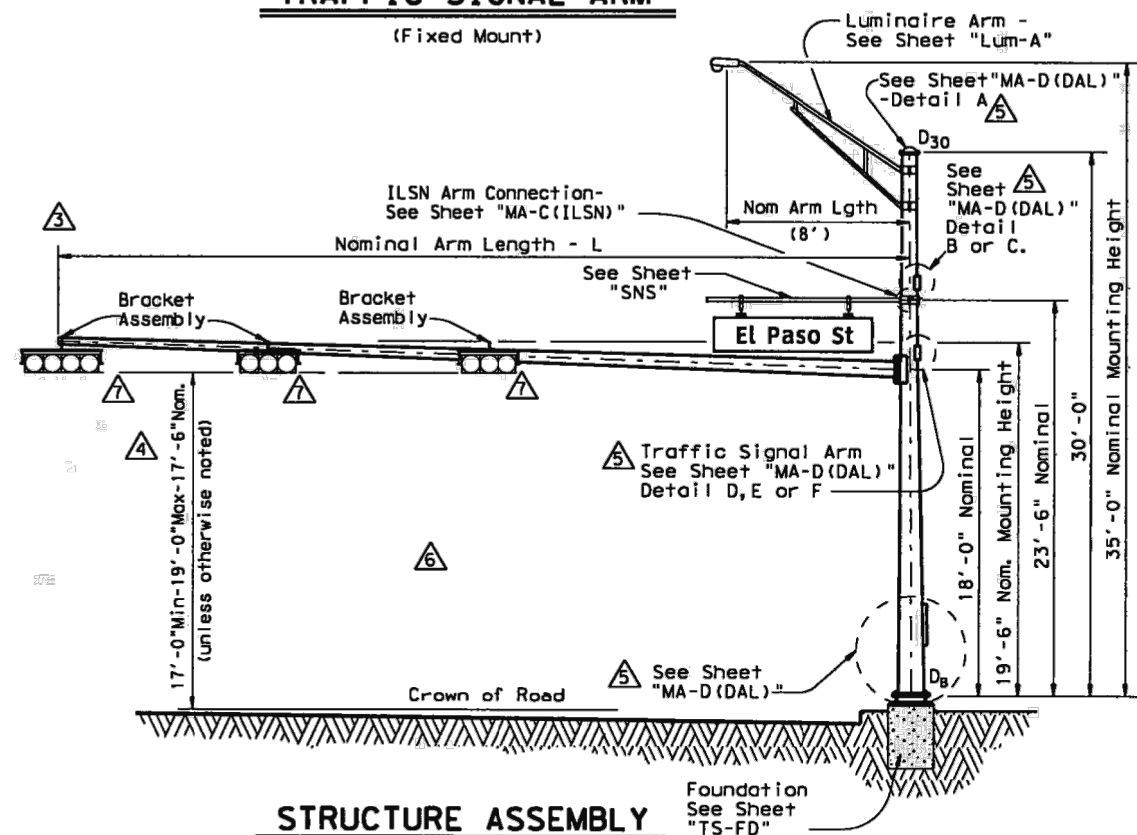 TRAFFIC SIGNAL ARM
(Fixed Mount)
Luminaire Arm -
See Sheet "Lum-A"
See Sheet"MA-D(DAL)"
-Detail A 5
D30
See
Sheet 5
"MA-D(DAL)"
Detail
B or C.
ILSN Arm Connection-
See Sheet "MA-C(ILSN)"
Nom Arm Lgth
(8')
3
Nominal Arm Length - L
See Sheet
"SNS"
Bracket
Assembly
Bracket
Assembly
El Paso St
7
7
7
4
17'-0"Min-19'-0"Max-17'-6"Nom.
(unless otherwise noted)
5 Traffic Signal Arm
See Sheet "MA-D(DAL)"
Detail D,E or F
6
18'-0" Nominal
19'-6" Nom. Mounting Height
23'-6" Nominal
30'-0"
35'-0" Nominal Mounting Height
5 See Sheet
"MA-D(DAL)"
DB
Crown of Road
STRUCTURE ASSEMBLY
Foundation
See Sheet
"TS-FD"